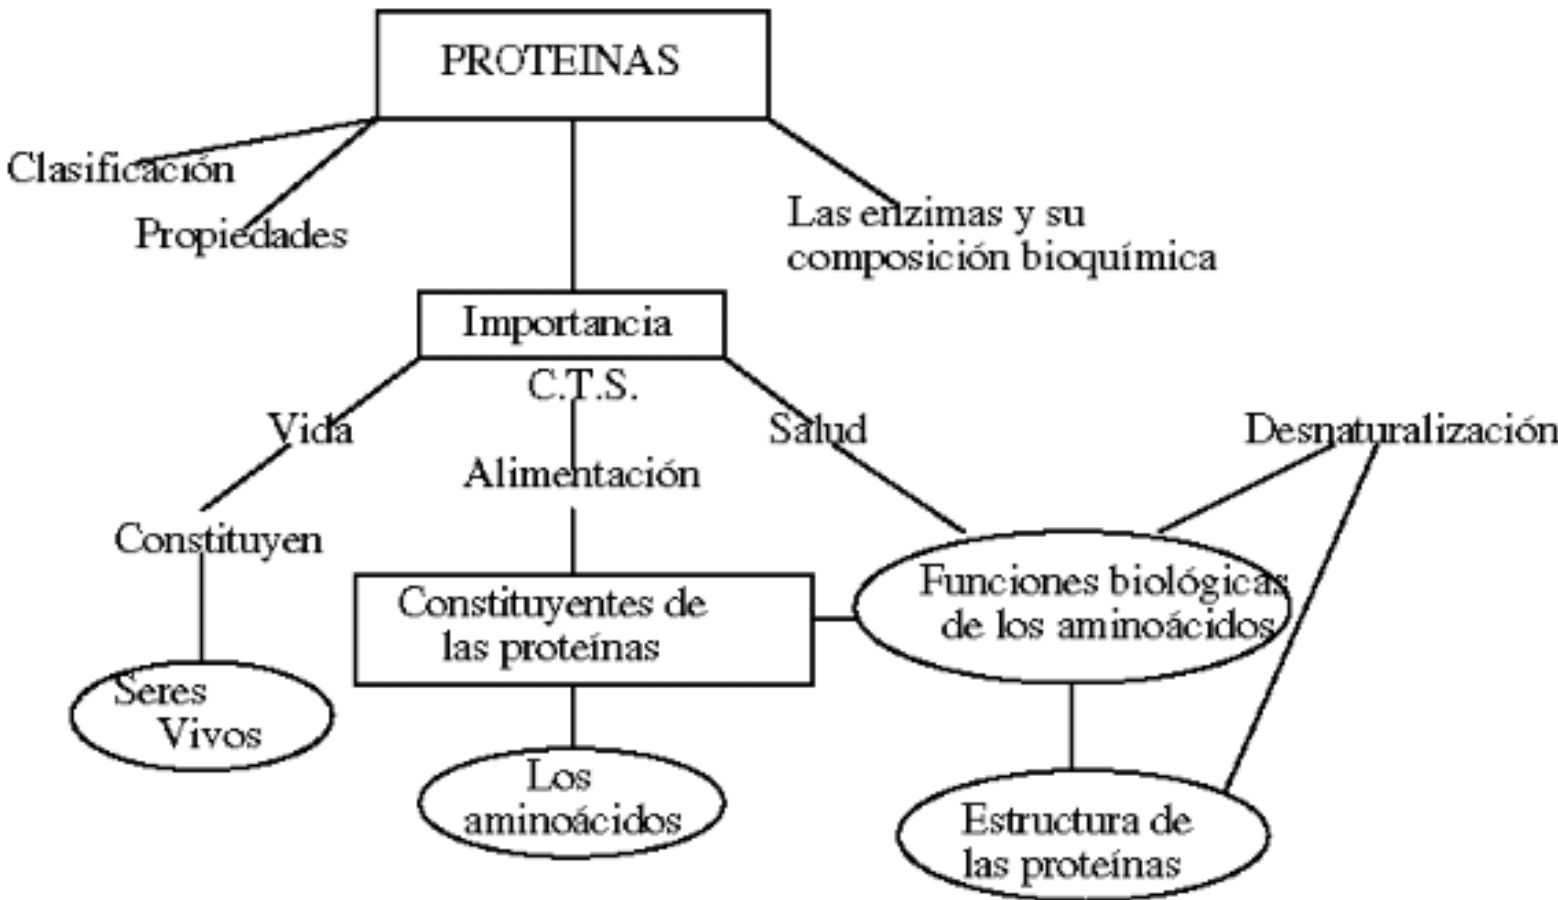 PROTEINAS
Clasificación
Propiedades
Las enzimas y su
composición bioquímica
Importancia
C.T.S.
Vida
Salud
Desnaturalización
Alimentación
Constituyen
Constituyentes de
las proteínas
Funciones biológicas
de los aminoácidos
Seres
Vivos
Los
aminoácidos
Estructura de
las proteínas